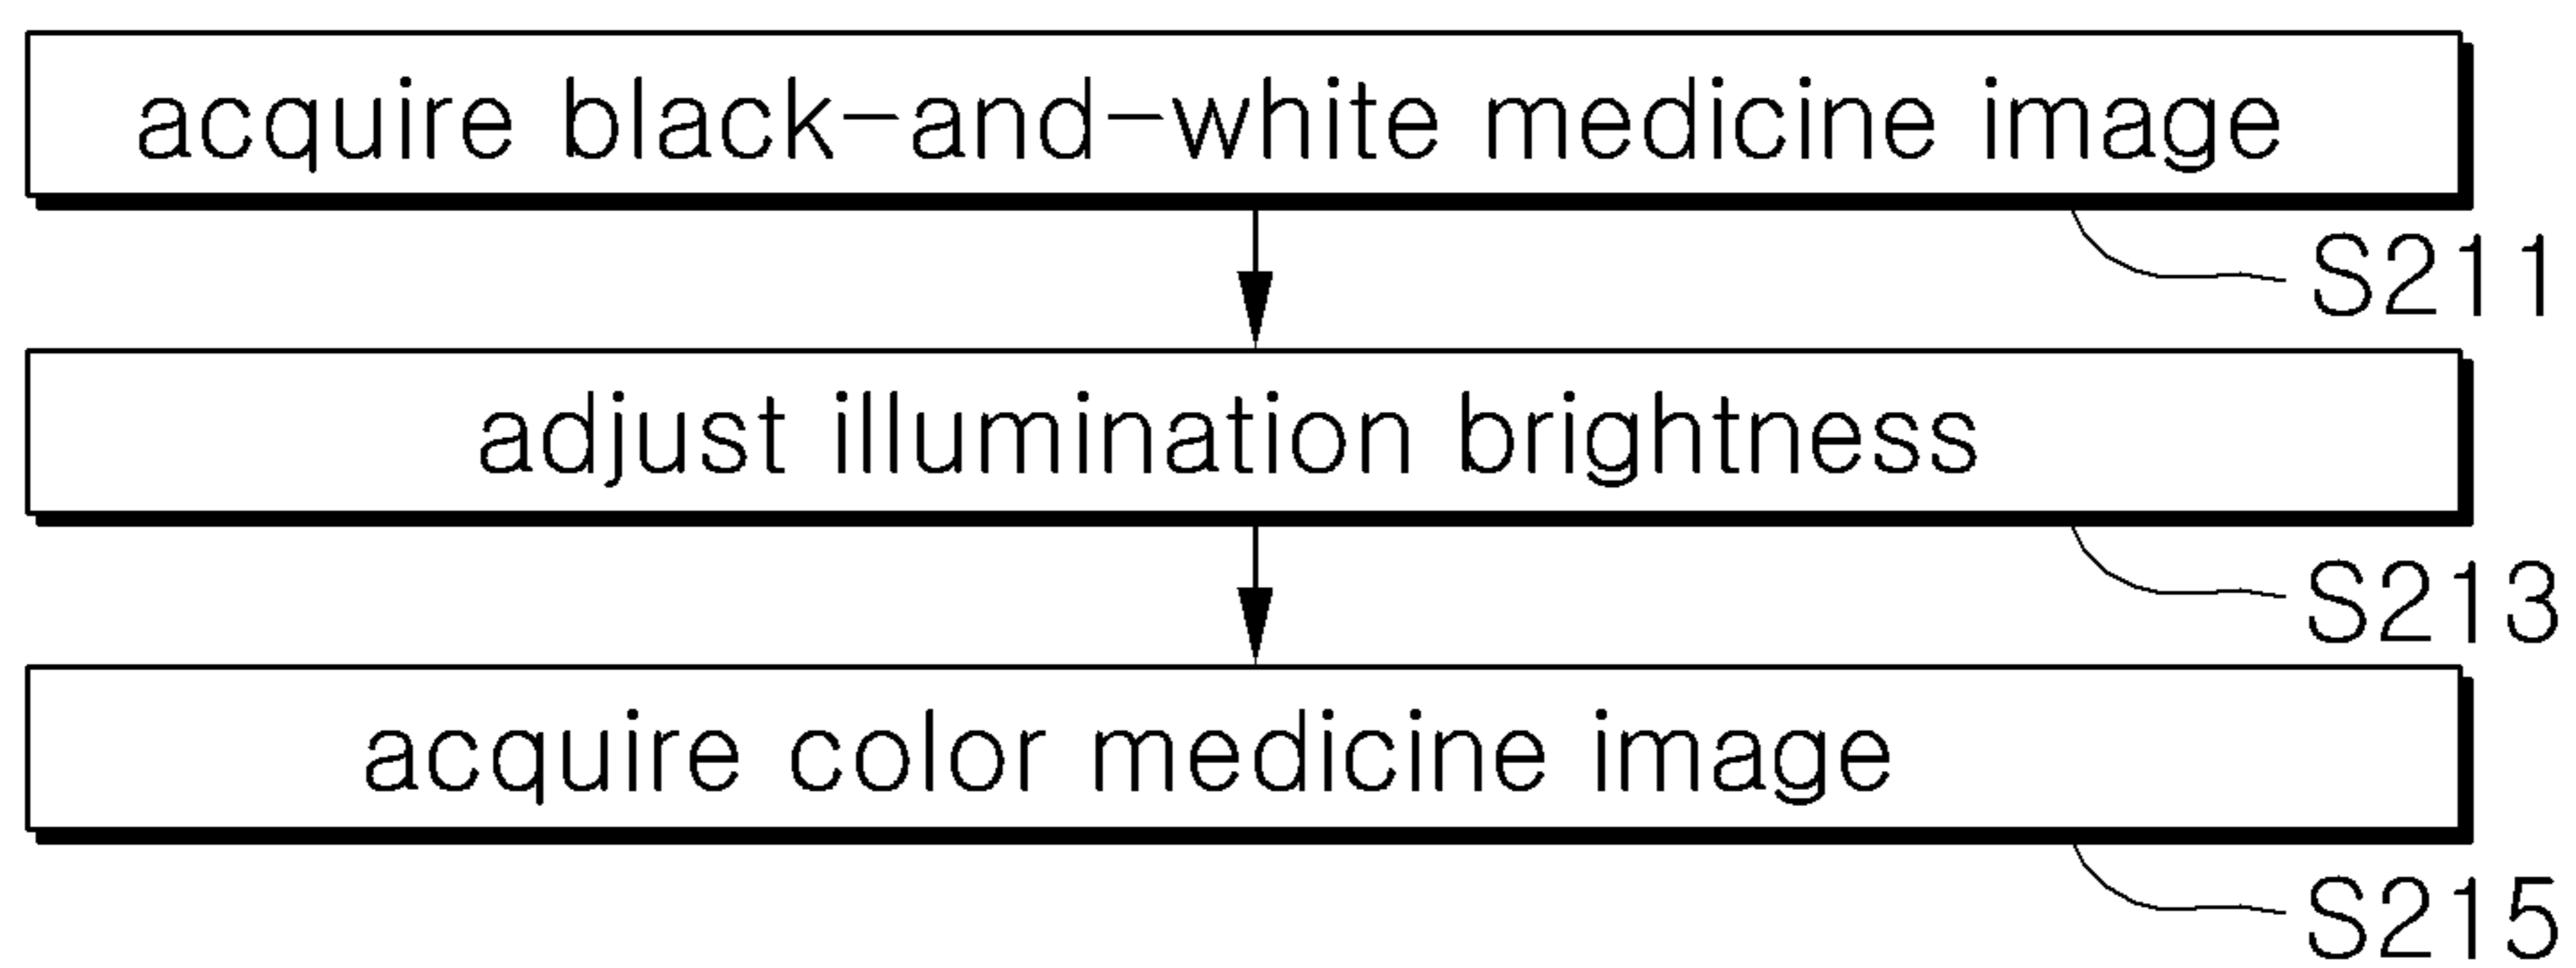 acquire black-and-white medicine image
S211
adjust illumination brightness
S213
acquire color medicine image
S215